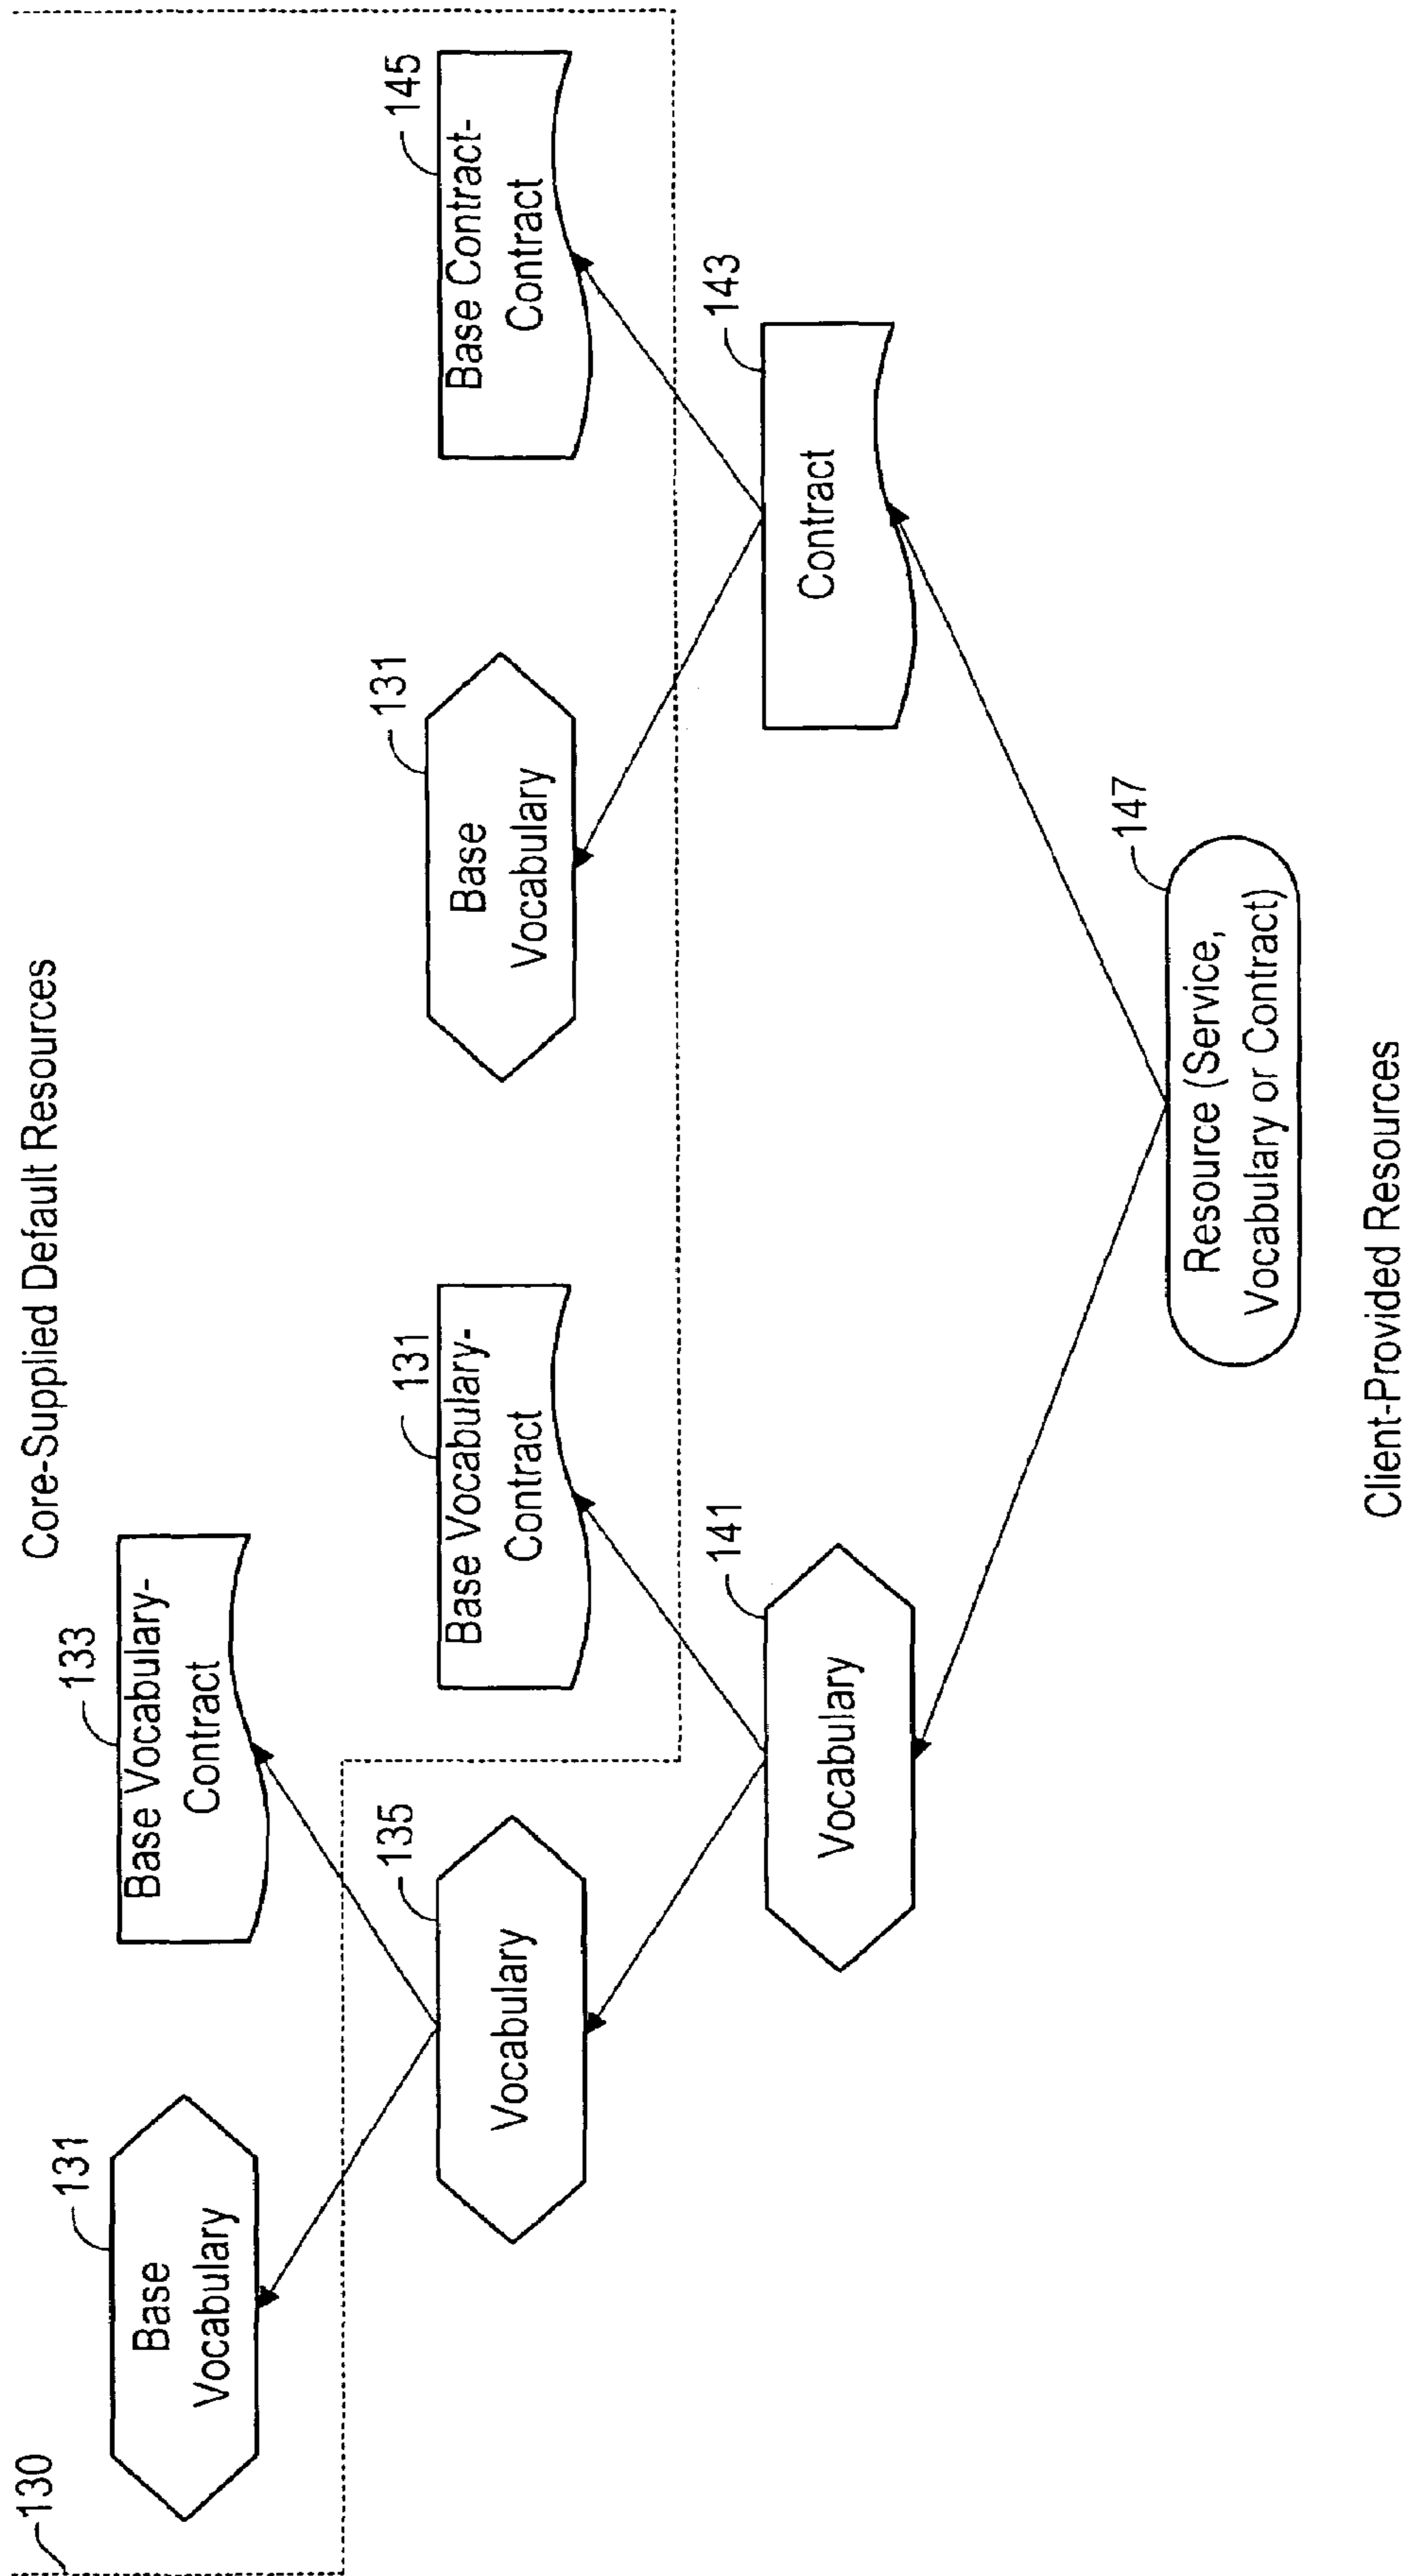 130
Core-Supplied Default Resources
131
Base
Vocabulary
133
Base Vocabulary-
Contract
135
Vocabulary
131
Base Vocabulary-
Contract
131
Base
Vocabulary
145
Base Contract-
Contract
141
Vocabulary
143
Contract
147
Resource (Service,
Vocabulary or Contract)
Client-Provided Resources